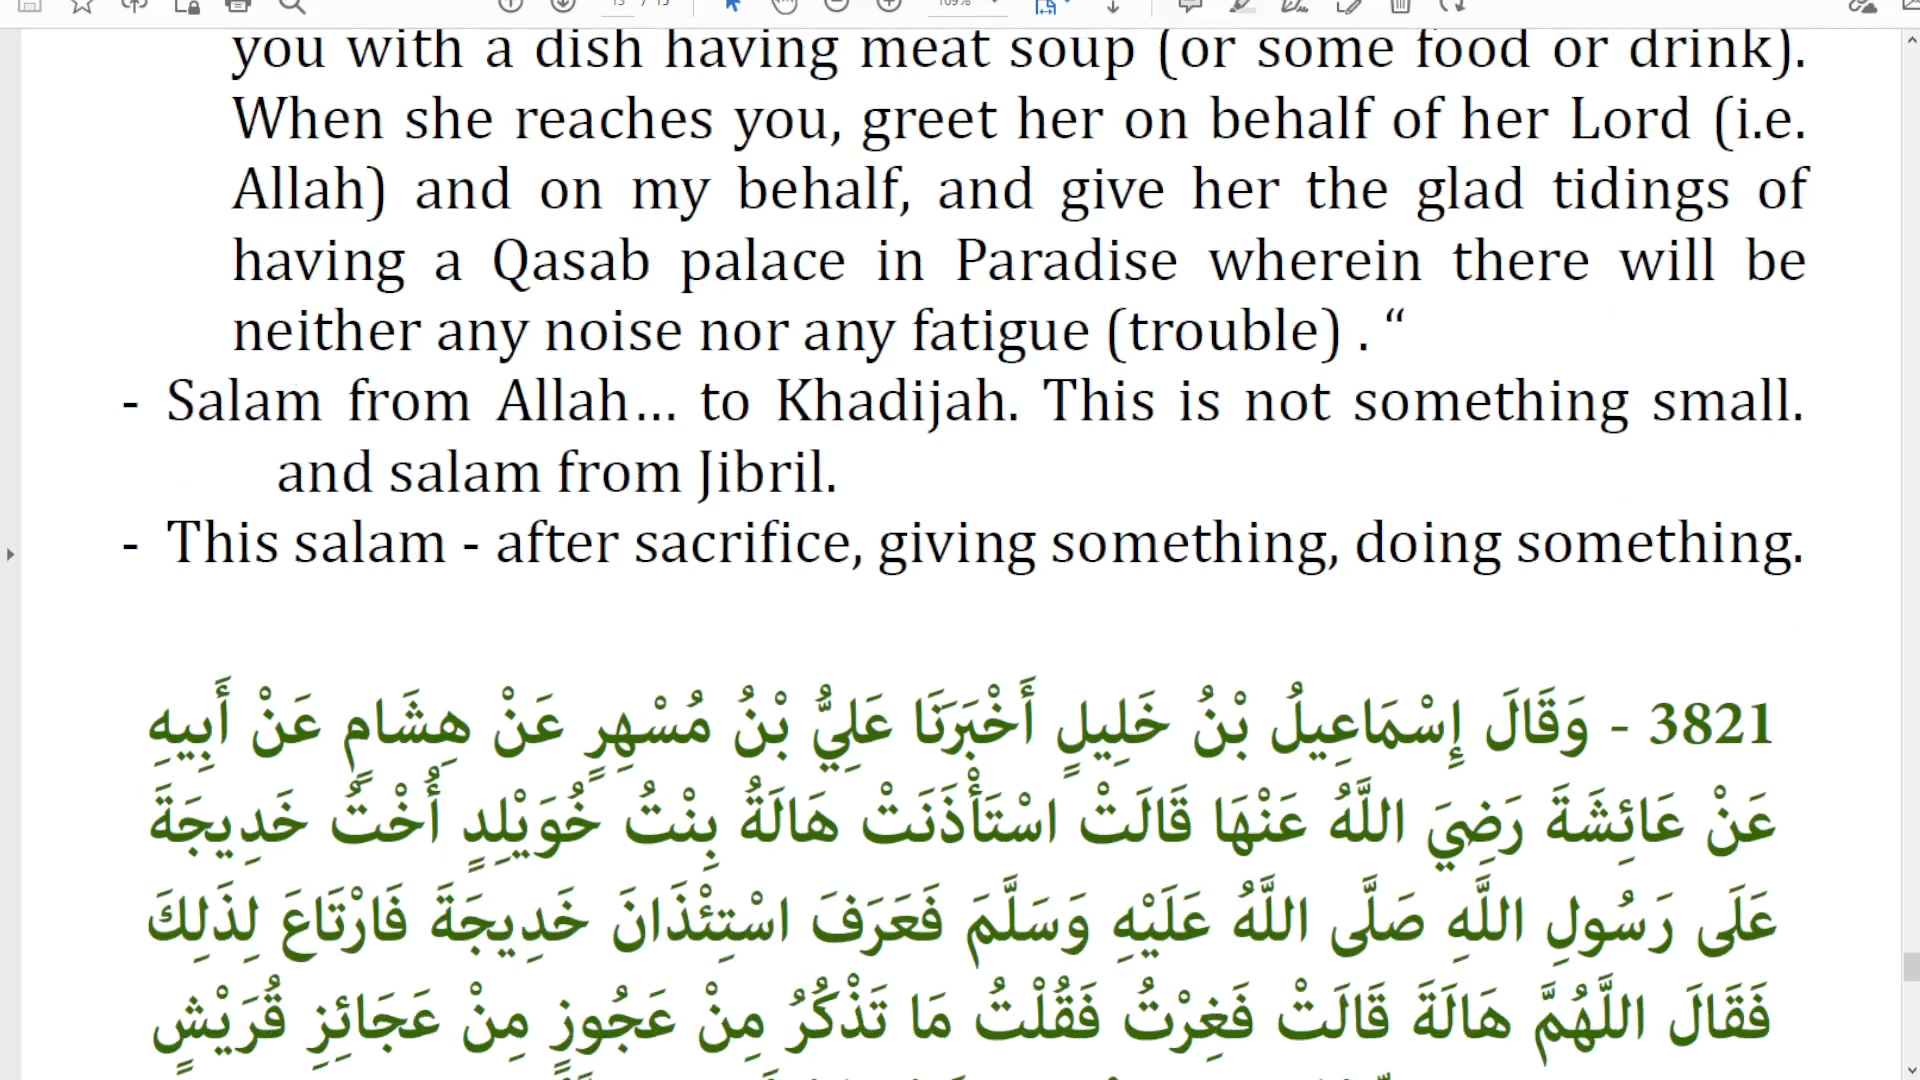 13 / 15
109%
you with a dish having meat soup (or some food or drink).
When she reaches you, greet her on behalf of her Lord (i.e.
Allah) and on my behalf, and give her the glad tidings of
having a Qasab palace in Paradise wherein there will be
neither any noise nor any fatigue (trouble) . “
- Salam from Allah... to Khadijah. This is not something small.
and salam from Jibril.
- This salam - after sacrifice, giving something, doing something.
3821 - وَقَالَ إِسْمَاعِيلُ بْنُ خَلِيلٍ أَخْبَرَنَا عَلِيُّ بْنُ مُسْهِرٍ عَنْ هِشَامٍ عَنْ أَبِيهِ
عَنْ عَائِشَةَ رَضِيَ اللَّهُ عَنْهَا قَالَتْ اسْتَأْذَنَتْ هَالَةُ بِنْتُ خُوَيْلِدٍ أُخْتُ خَدِيجَةَ
عَلَى رَسُولِ اللَّهِ صَلَّى اللَّهُ عَلَيْهِ وَسَلَّمَ فَعَرَفَ اسْتِئْذَانَ خَدِيجَةَ فَارْتَاعَ لِذَلِكَ
فَقَالَ اللَّهُمَّ هَالَةَ قَالَتْ فَغِرْتُ فَقُلْتُ مَا تَذْكُرُ مِنْ عَجُوزٍ مِنْ عَجَائِزِ قُرَيْشٍ